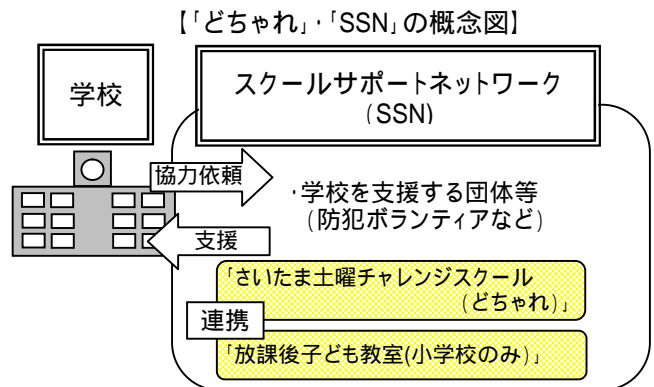 【「どちゃれ」・「SSN」の概念図】
学校
スクールサポートネットワーク
(SSN)
協力依頼
・学校を支援する団体等
(防犯ボランティアなど)
支援
「さいたま土曜チャレンジスクール
(どちゃれ)」
連携
「放課後子ども教室(小学校のみ)」